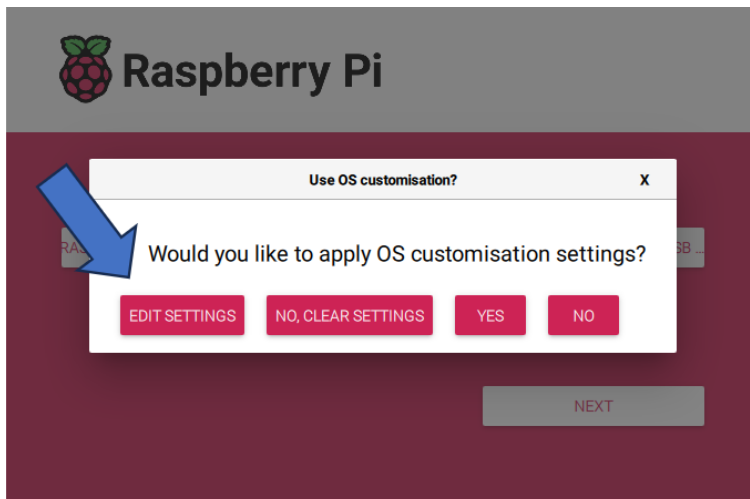 Raspberry Pi
Use OS customisation?
X
Would you like to apply OS customisation settings?
EDIT SETTINGS
NO, CLEAR SETTINGS
YES
NO
NEXT